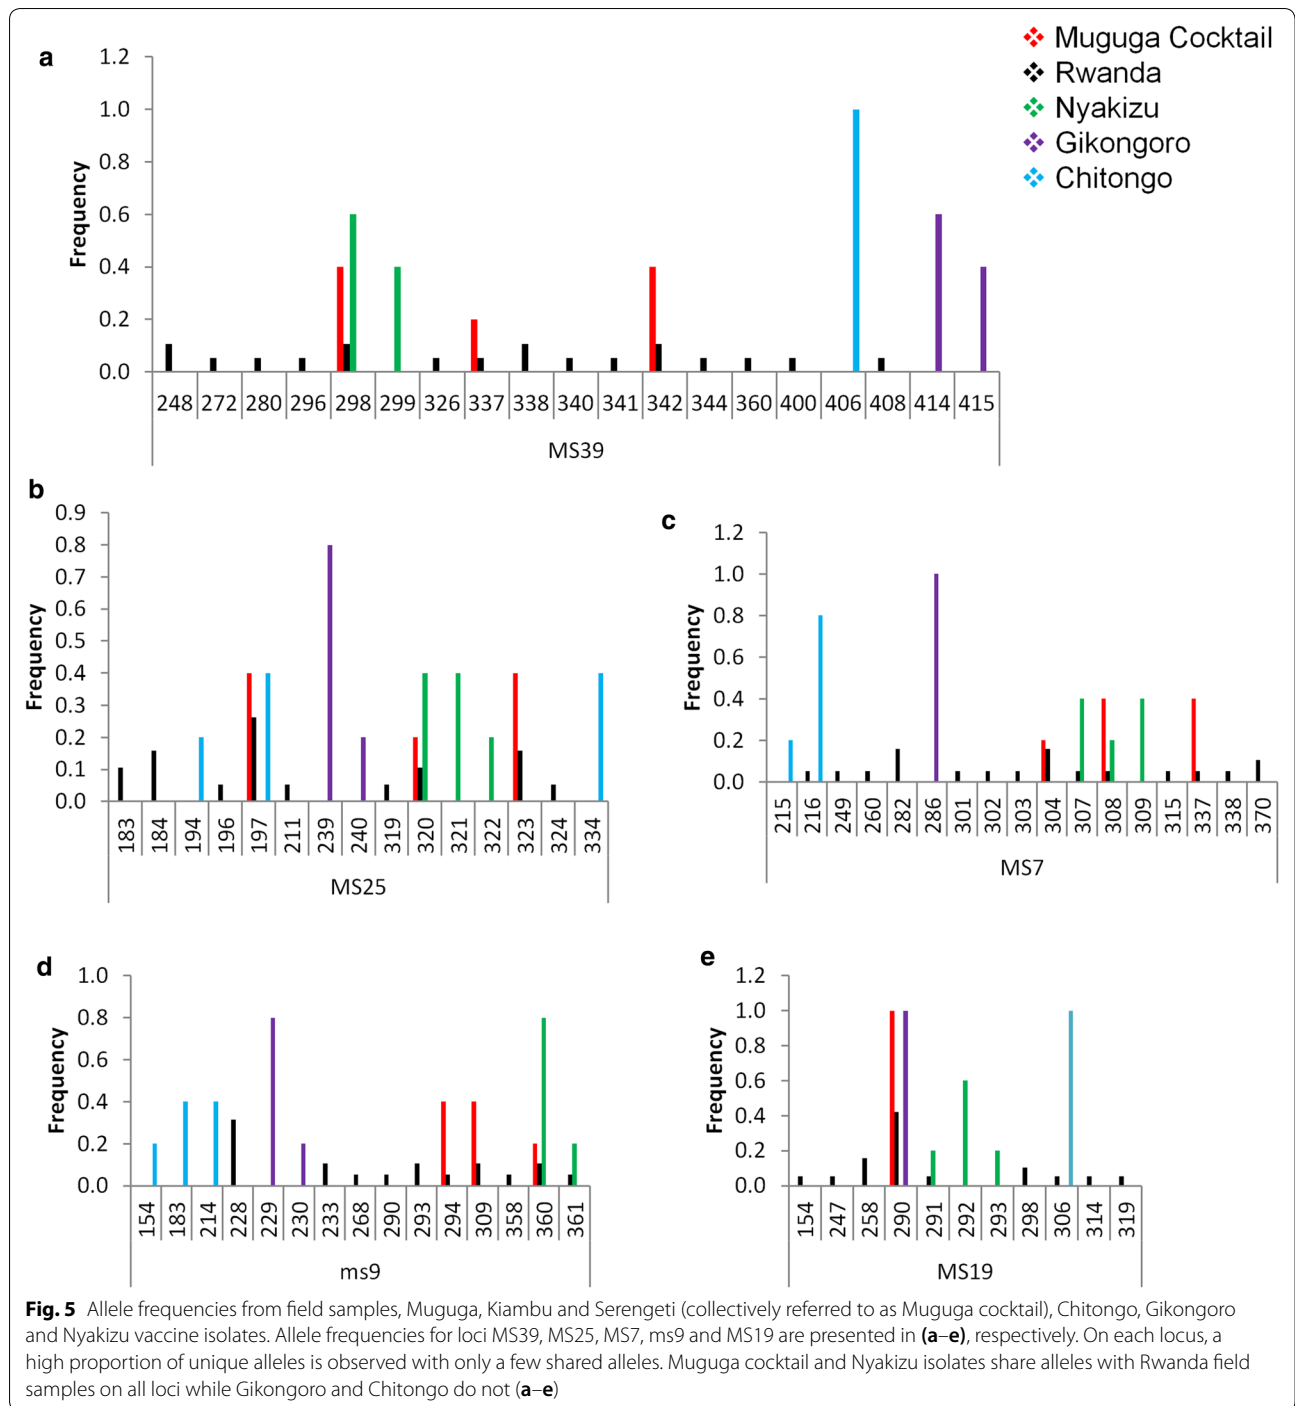 Muguga Cocktail
Rwanda
Nyakizu
Gikongoro
Chitongo
a
Frequency
1.2
1.0
0.8
0.6
0.4
0.2
0.0
248 272 280 296 298 299 326 337 338 340 341 342 344 360 400 406 408 414 415
MS39
b
Frequency
0.9
0.8
0.7
0.6
0.5
0.4
0.3
0.2
0.1
0.0
183 184 194 196 197 211 239 240 319 320 321 322 323 324 334
MS25
c
Frequency
1.2
1.0
0.8
0.6
0.4
0.2
0.0
215 216 249 260 282 286 301 302 303 304 307 308 309 315 337 338 370
MS7
d
Frequency
1.0
0.8
0.6
0.4
0.2
0.0
154 183 214 228 229 230 233 268 290 293 294 309 358 360 361
ms9
e
Frequency
1.2
1.0
0.8
0.6
0.4
0.2
0.0
154 247 258 290 291 292 293 298 306 314 319
MS19
Fig. 5 Allele frequencies from field samples, Muguga, Kiambu and Serengeti (collectively referred to as Muguga cocktail), Chitongo, Gikongoro
and Nyakizu vaccine isolates. Allele frequencies for loci MS39, MS25, MS7, ms9 and MS19 are presented in (a–e), respectively. On each locus, a
high proportion of unique alleles is observed with only a few shared alleles. Muguga cocktail and Nyakizu isolates share alleles with Rwanda field
samples on all loci while Gikongoro and Chitongo do not (a–e)